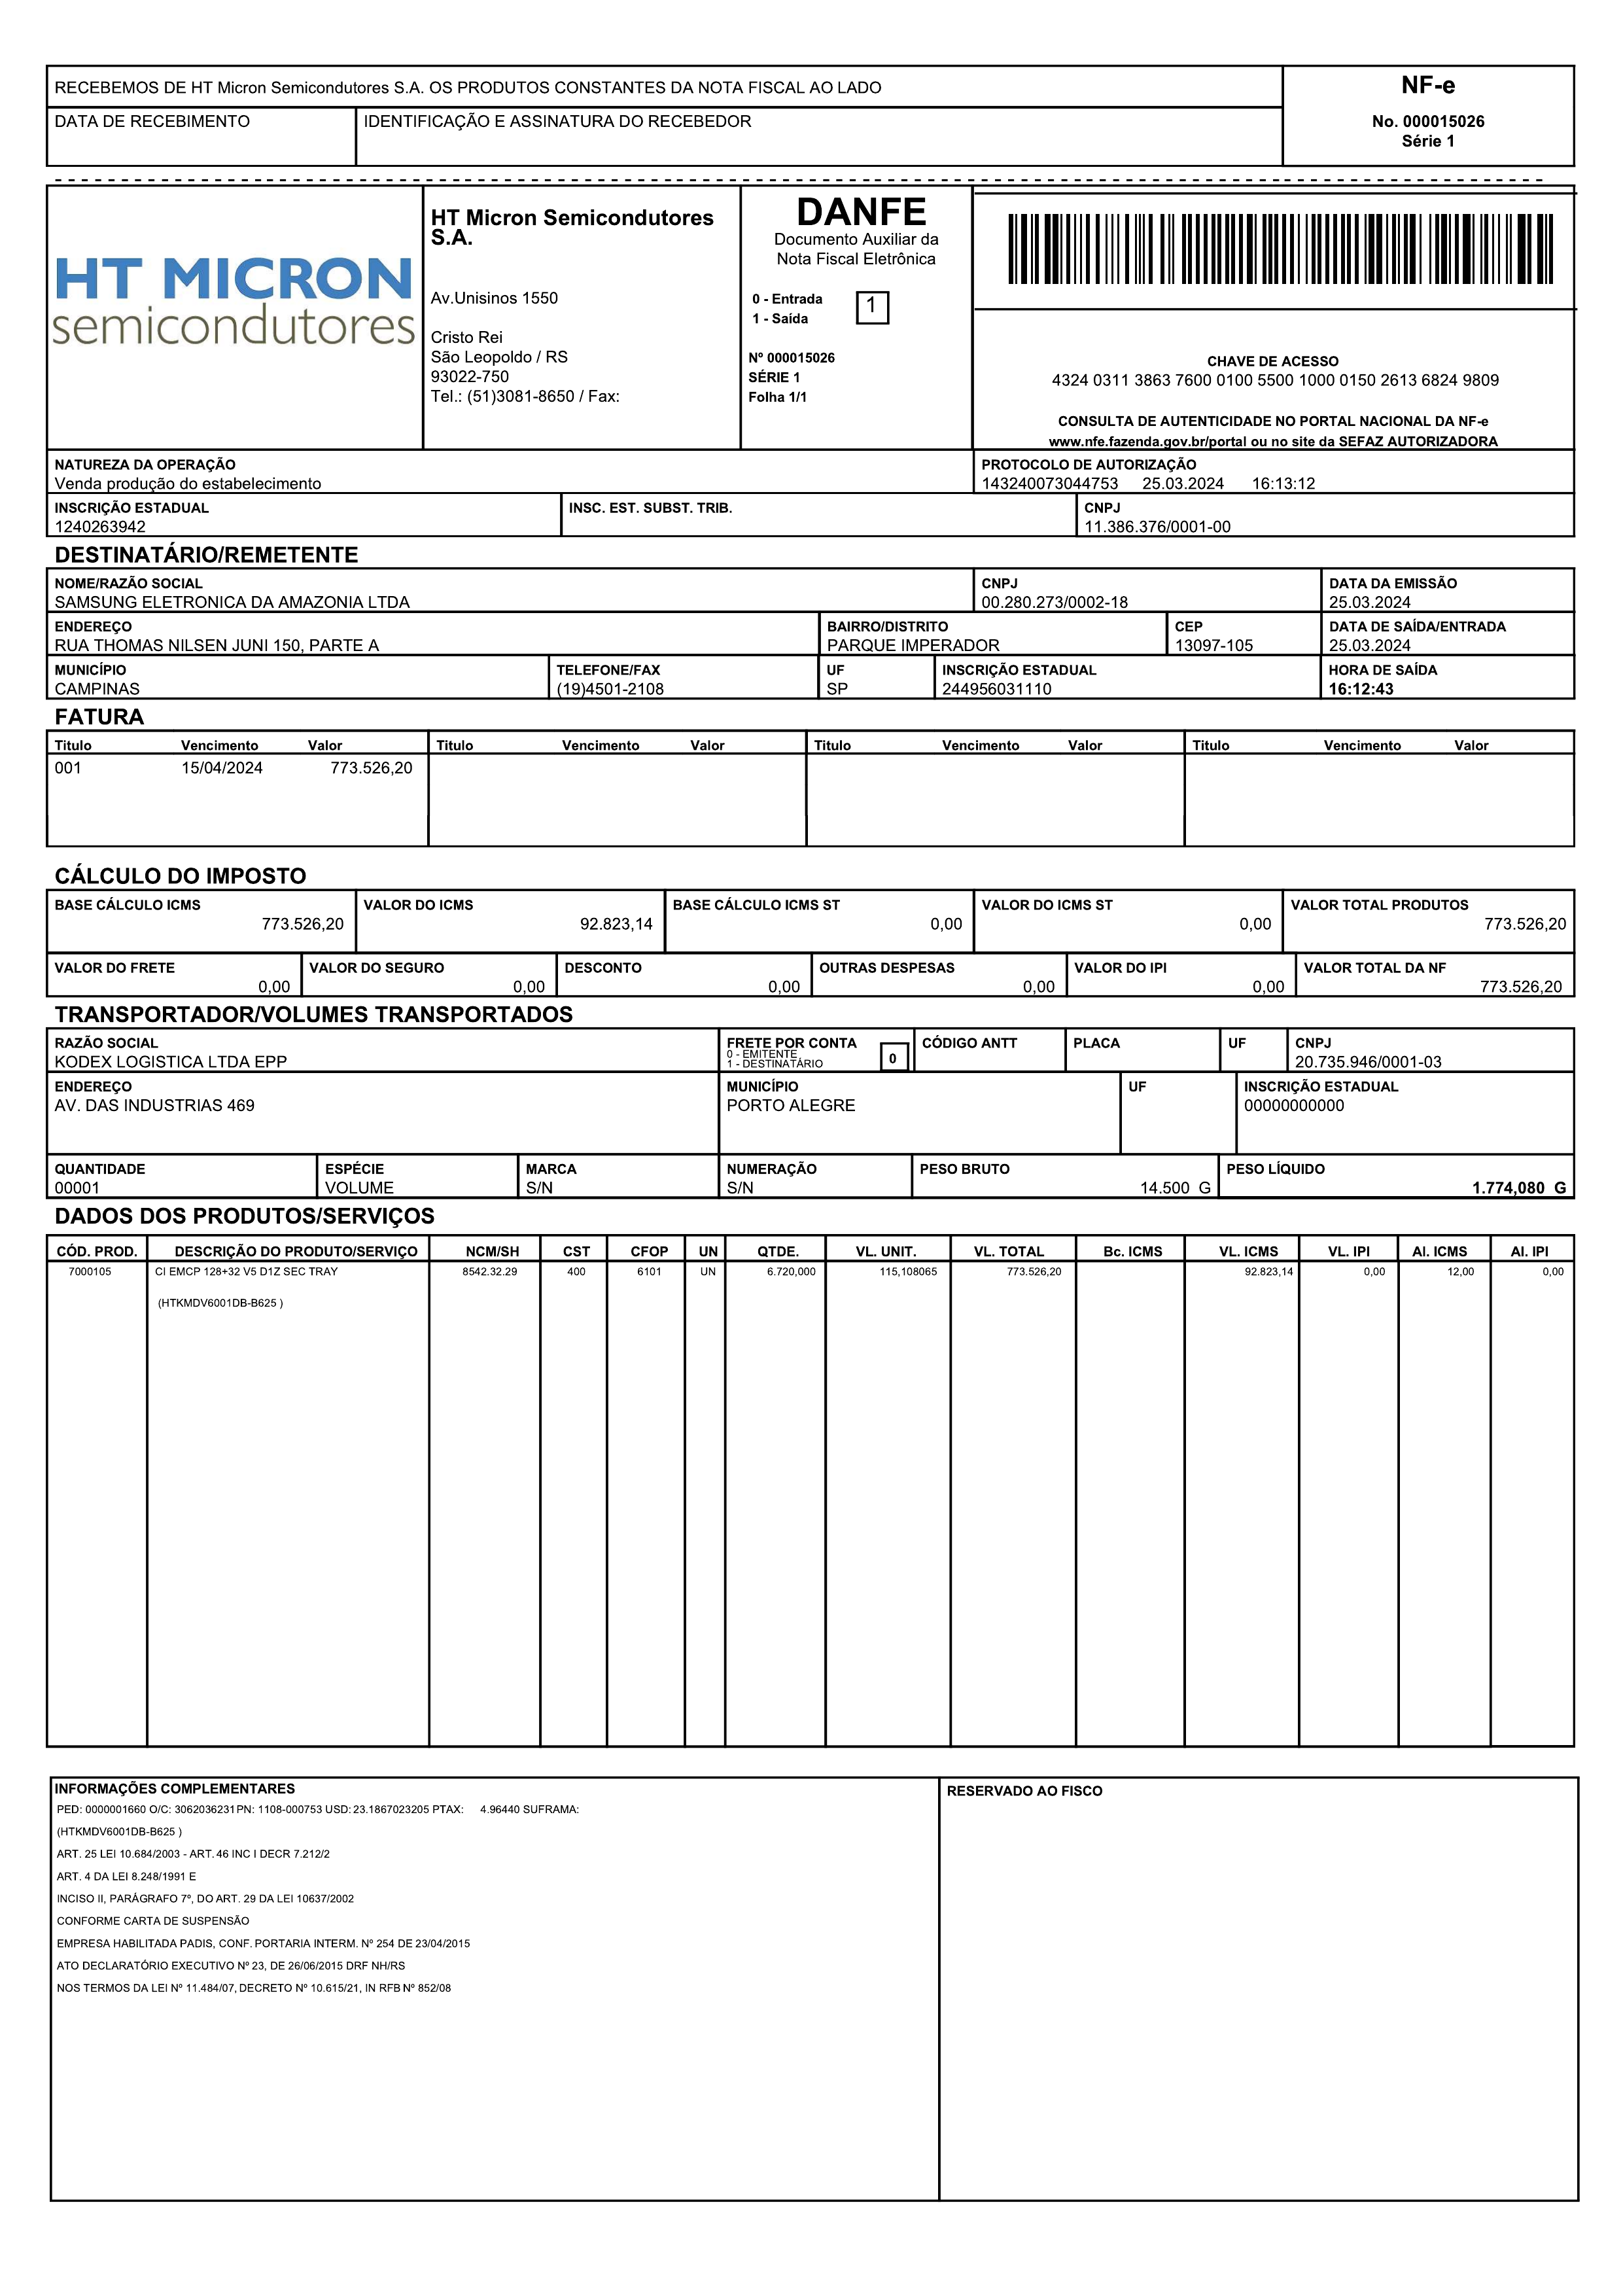 RECEBEMOS DE HT Micron Semicondutores S.A. OS PRODUTOS CONSTANTES DA NOTA FISCAL AO LADO
DATA DE RECEBIMENTO
IDENTIFICAÇÃO E ASSINATURA DO RECEBEDOR
NF-e
No. 000015026
Série 1
HT MICRON
semicondutores
HT Micron Semicondutores
S.A.
Av.Unisinos 1550
Cristo Rei
São Leopoldo / RS
93022-750
Tel.: (51)3081-8650 / Fax:
DANFE
Documento Auxiliar da
Nota Fiscal Eletrônica
0 - Entrada
1 - Saída
1
Nº 000015026
SÉRIE 1
Folha 1/1
CHAVE DE ACESSO
4324 0311 3863 7600 0100 5500 1000 0150 2613 6824 9809
CONSULTA DE AUTENTICIDADE NO PORTAL NACIONAL DA NF-e
www.nfe.fazenda.gov.br/portal ou no site da SEFAZ AUTORIZADORA
NATUREZA DA OPERAÇÃO
Venda produção do estabelecimento
PROTOCOLO DE AUTORIZAÇÃO
143240073044753 25.03.2024 16:13:12
INSCRIÇÃO ESTADUAL
1240263942
INSC. EST. SUBST. TRIB.
CNPJ
11.386.376/0001-00
DESTINATÁRIO/REMETENTE
NOME/RAZÃO SOCIAL
SAMSUNG ELETRONICA DA AMAZONIA LTDA
CNPJ
00.280.273/0002-18
DATA DA EMISSÃO
25.03.2024
ENDEREÇO
RUA THOMAS NILSEN JUNI 150, PARTE A
BAIRRO/DISTRITO
PARQUE IMPERADOR
CEP
13097-105
DATA DE SAÍDA/ENTRADA
25.03.2024
MUNICÍPIO
CAMPINAS
TELEFONE/FAX
(19)4501-2108
UF
SP
INSCRIÇÃO ESTADUAL
244956031110
HORA DE SAÍDA
16:12:43
FATURA
Titulo Vencimento Valor Titulo Vencimento Valor Titulo Vencimento Valor Titulo Vencimento Valor
001 15/04/2024 773.526,20
CÁLCULO DO IMPOSTO
BASE CÁLCULO ICMS
773.526,20
VALOR DO ICMS
92.823,14
BASE CÁLCULO ICMS ST
0,00
VALOR DO ICMS ST
0,00
VALOR TOTAL PRODUTOS
773.526,20
VALOR DO FRETE
0,00
VALOR DO SEGURO
0,00
DESCONTO
0,00
OUTRAS DESPESAS
0,00
VALOR DO IPI
0,00
VALOR TOTAL DA NF
773.526,20
TRANSPORTADOR/VOLUMES TRANSPORTADOS
RAZÃO SOCIAL
KODEX LOGISTICA LTDA EPP
FRETE POR CONTA
0 - EMITENTE
1 - DESTINATÁRIO
0
CÓDIGO ANTT
PLACA
UF
CNPJ
20.735.946/0001-03
ENDEREÇO
AV. DAS INDUSTRIAS 469
MUNICÍPIO
PORTO ALEGRE
UF
INSCRIÇÃO ESTADUAL
00000000000
QUANTIDADE
00001
ESPÉCIE
VOLUME
MARCA
S/N
NUMERAÇÃO
S/N
PESO BRUTO
14.500 G
PESO LÍQUIDO
1.774,080 G
DADOS DOS PRODUTOS/SERVIÇOS
CÓD. PROD. DESCRIÇÃO DO PRODUTO/SERVIÇO NCM/SH CST CFOP UN QTDE. VL. UNIT. VL. TOTAL Bc. ICMS VL. ICMS VL. IPI Al. ICMS Al. IPI
7000105 CI EMCP 128+32 V5 D1Z SEC TRAY 8542.32.29 400 6101 UN 6.720,000 115,108065 773.526,20 92.823,14 0,00 12,00 0,00
(HTKMDV6001DB-B625 )
INFORMAÇÕES COMPLEMENTARES
PED: 0000001660 O/C: 3062036231PN: 1108-000753 USD: 23.1867023205 PTAX: 4.96440 SUFRAMA:
(HTKMDV6001DB-B625 )
ART. 25 LEI 10.684/2003 - ART. 46 INC I DECR 7.212/2
ART. 4 DA LEI 8.248/1991 E
INCISO II, PARÁGRAFO 7º, DO ART. 29 DA LEI 10637/2002
CONFORME CARTA DE SUSPENSÃO
EMPRESA HABILITADA PADIS, CONF. PORTARIA INTERM. Nº 254 DE 23/04/2015
ATO DECLARATÓRIO EXECUTIVO Nº 23, DE 26/06/2015 DRF NH/RS
NOS TERMOS DA LEI Nº 11.484/07, DECRETO Nº 10.615/21, IN RFB Nº 852/08
RESERVADO AO FISCO